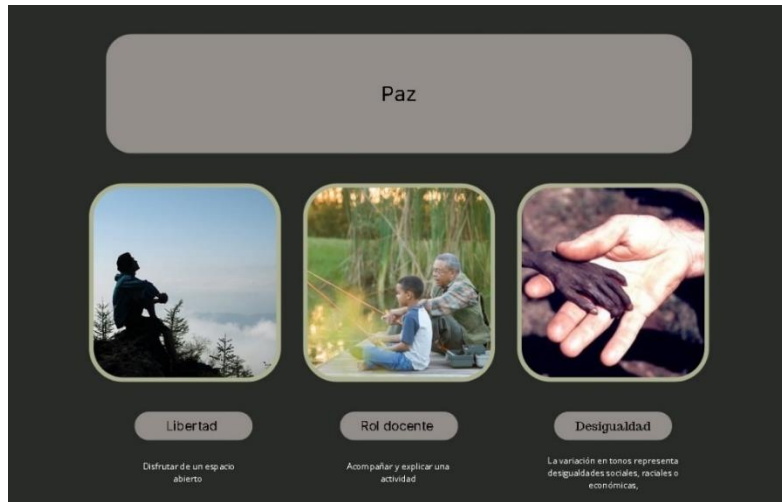 Paz
Libertad
Rol docente
Desigualdad
Disfrutar de un espacio
abierto
Acompañar y explicar una
actividad
La variación en tonos representa
desigualdades sociales, raciales o
económicas,